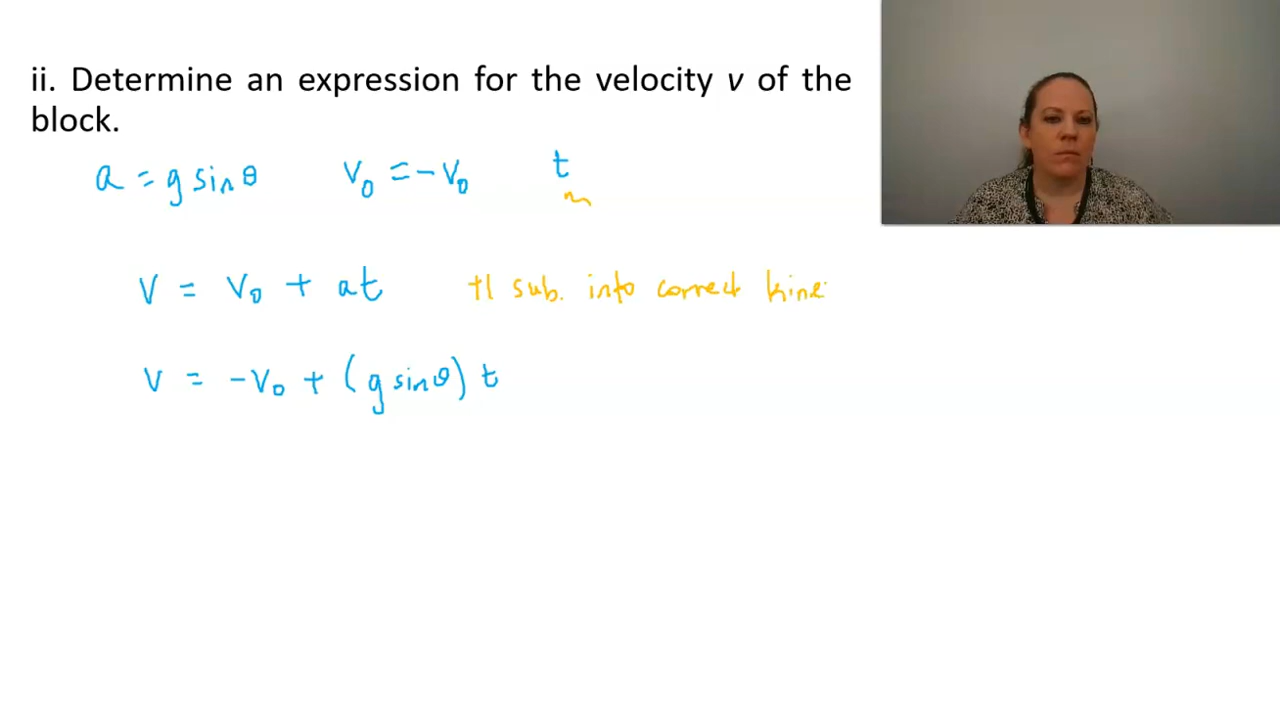 ii. Determine an expression for the velocity v of the
block.
a = g sin θ v₀ = -v₀ t
v = v₀ + at +1 sub. into correct kine
v = -v₀ + (g sin θ) t